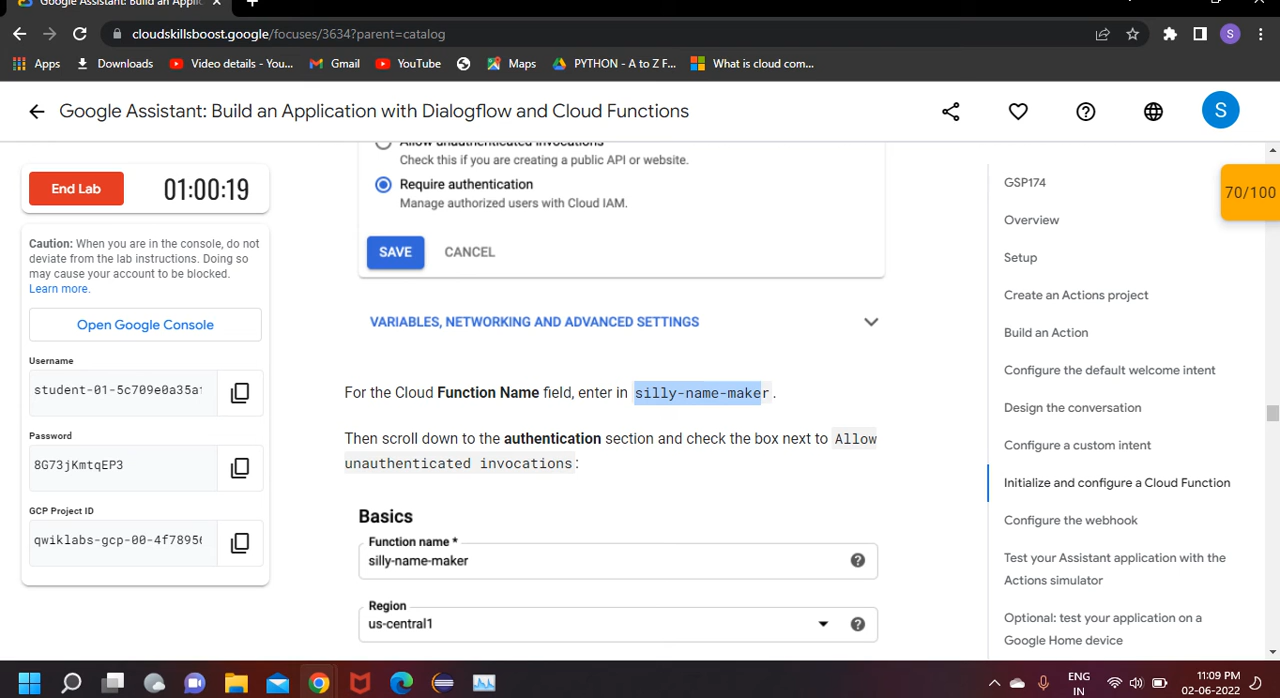 Google Assistant: Build an Applic
cloudskillsboost.google/focuses/3634?parent=catalog
S
Apps
Downloads
Video details - You...
Gmail
YouTube
Maps
PYTHON - A to Z F...
What is cloud com...
Google Assistant: Build an Application with Dialogflow and Cloud Functions
S
End Lab
01:00:19
Caution: When you are in the console, do not
deviate from the lab instructions. Doing so
may cause your account to be blocked.
Learn more.
Open Google Console
Username
student-01-5c709e0a35a
Password
8G73jKmtqEP3
GCP Project ID
qwiklabs-gcp-00-4f7895
Allow unauthenticated invocations
Check this if you are creating a public API or website.
Require authentication
Manage authorized users with Cloud IAM.
SAVE
CANCEL
VARIABLES, NETWORKING AND ADVANCED SETTINGS
For the Cloud Function Name field, enter in silly-name-maker.
Then scroll down to the authentication section and check the box next to Allow
unauthenticated invocations:
Basics
Function name *
silly-name-maker
Region
us-central1
GSP174
Overview
Setup
Create an Actions project
Build an Action
Configure the default welcome intent
Design the conversation
Configure a custom intent
Initialize and configure a Cloud Function
Configure the webhook
Test your Assistant application with the
Actions simulator
Optional: test your application on a
Google Home device
70/100
ENG
IN
11:09 PM
02-06-2022